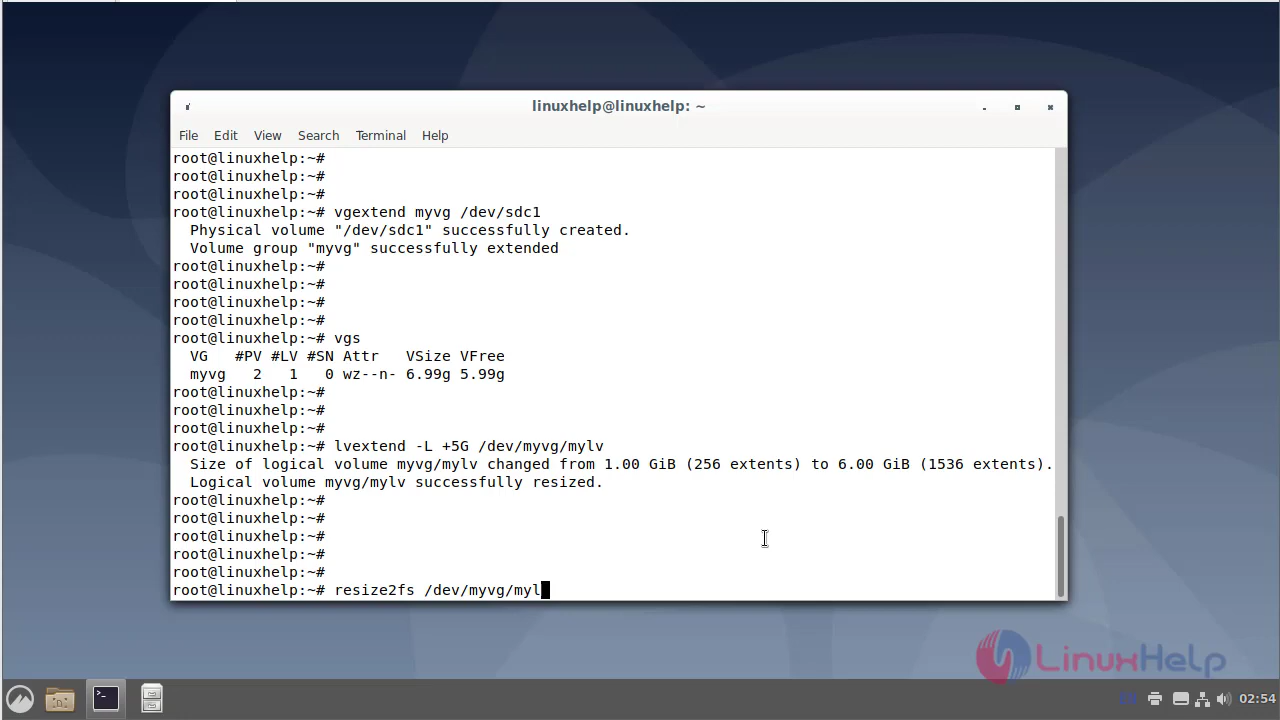 linuxhelp@linuxhelp: ~
File Edit View Search Terminal Help
root@linuxhelp:~#
root@linuxhelp:~#
root@linuxhelp:~#
root@linuxhelp:~# vgextend myvg /dev/sdc1
  Physical volume "/dev/sdc1" successfully created.
  Volume group "myvg" successfully extended
root@linuxhelp:~#
root@linuxhelp:~#
root@linuxhelp:~#
root@linuxhelp:~#
root@linuxhelp:~# vgs
  VG   #PV #LV #SN Attr   VSize VFree
  myvg   2   1   0 wz--n- 6.99g 5.99g
root@linuxhelp:~#
root@linuxhelp:~#
root@linuxhelp:~#
root@linuxhelp:~# lvextend -L +5G /dev/myvg/mylv
  Size of logical volume myvg/mylv changed from 1.00 GiB (256 extents) to 6.00 GiB (1536 extents).
  Logical volume myvg/mylv successfully resized.
root@linuxhelp:~#
root@linuxhelp:~#
root@linuxhelp:~#
root@linuxhelp:~#
root@linuxhelp:~#
root@linuxhelp:~# resize2fs /dev/myvg/myl
LinuxHelp
02:54